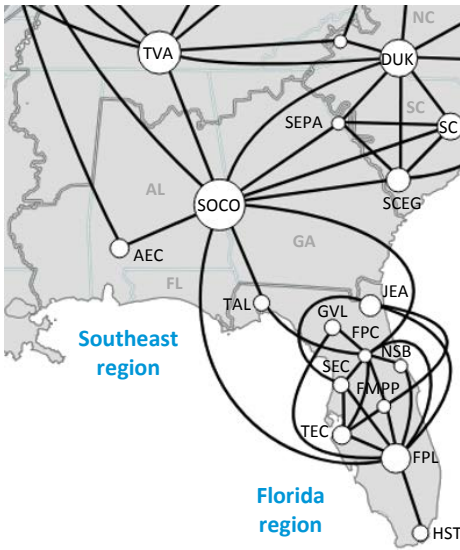 NC
TVA
DUK
SC
SEPA
SC
AL
SCEG
SOCO
GA
AEC
FL
JEA
TAL
GVL
FPC
Southeast
region
NSB
SEC
FMPP
TEC
FPL
Florida
region
HST